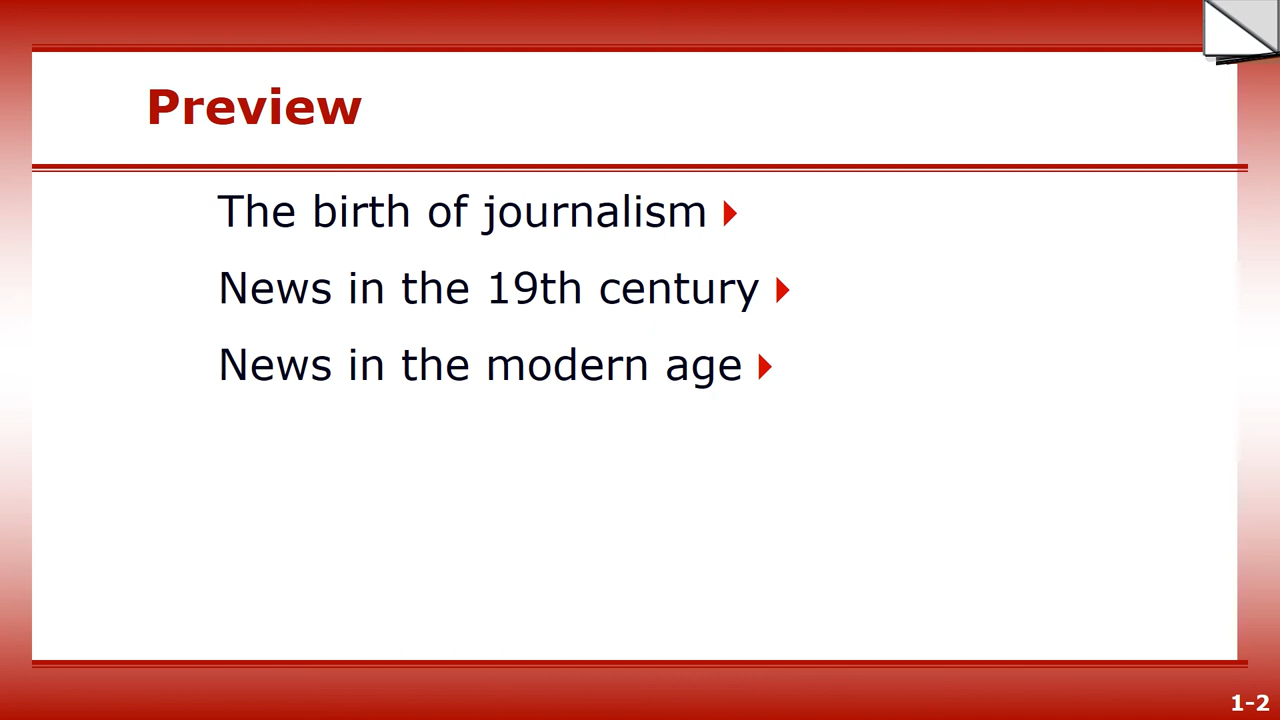 Preview
The birth of journalism
News in the 19th century
News in the modern age
1-2